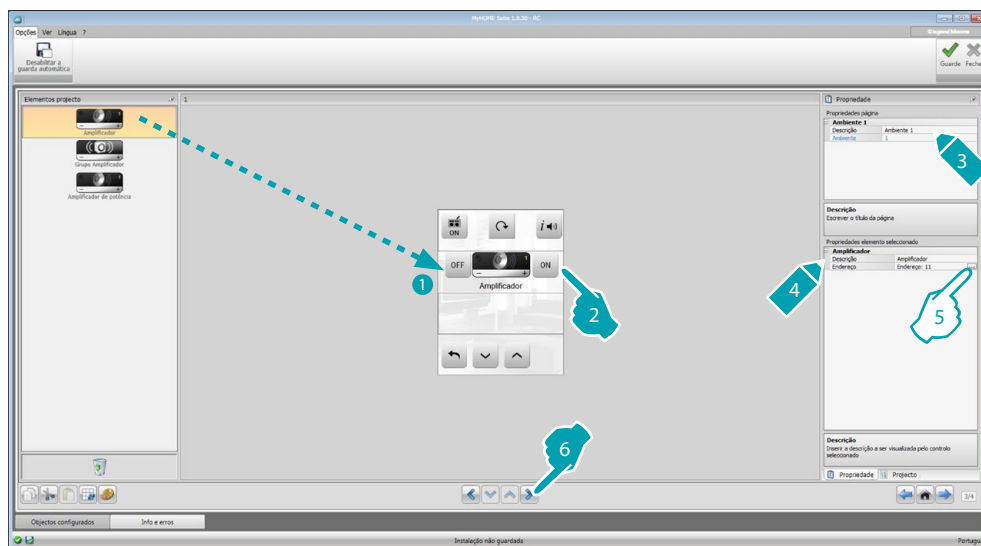 MyHOME Suite 1.0.30 - RC
Opções Ver Língua ?
Desabilitar a
guarda automática
Guarde Feche
Elementos projecto
1
Amplificador
Grupo Amplificador
Amplificador de potência
ON
i
OFF
1
ON
Amplificador
1
2
Propriedade
Propriedades página
Ambiente 1
Descrição Ambiente 1
Ambiente 1
3
Descrição
Escrever o título da página
Propriedades elemento seleccionado
Amplificador
Descrição Amplificador
Endereço Endereço: 11 ...
4
5
6
Descrição
Inserir a descrição a ser visualizada pelo controlo
seleccionado
Propriedade Projecto
3/4
Objectos configurados Info e erros
Instalação não guardada
Portugu